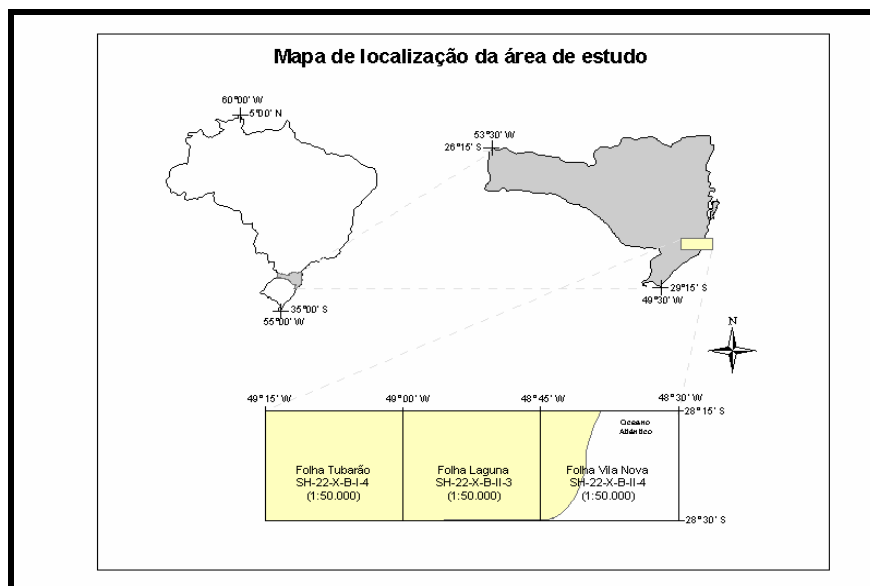 Mapa de localização da área de estudo
60°00' W
5°00' N
53°30' W
26°15' S
35°00' S
55°00' W
29°15' S
49°30' W
N
49°15' W
49°00' W
48°45' W
48°30' W
28°15' S
Oceano
Atlântico
Folha Tubarão
SH-22-X-B-I-4
(1:50.000)
Folha Laguna
SH-22-X-B-II-3
(1:50.000)
Folha Vila Nova
SH-22-X-B-II-4
(1:50.000)
28°30' S